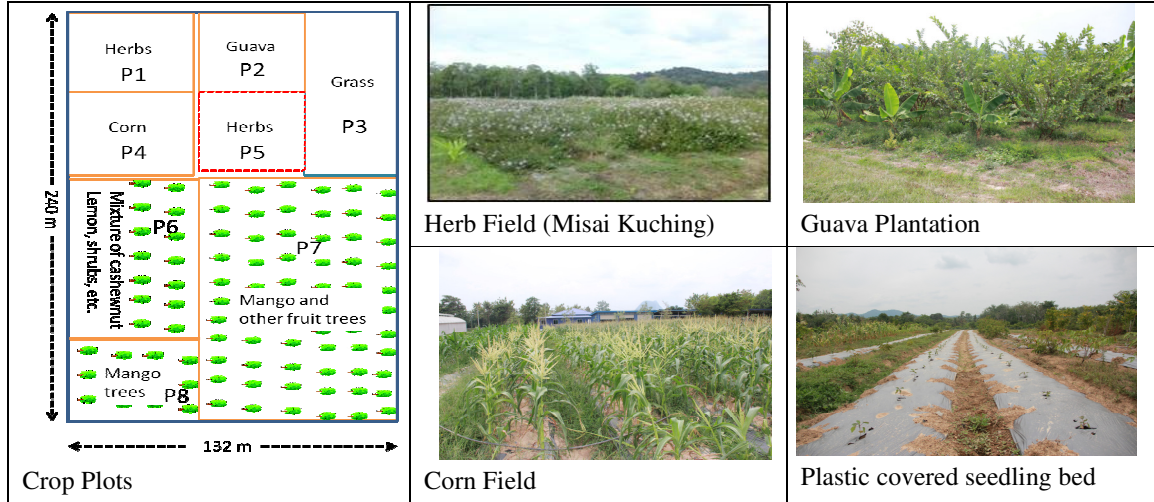 Herbs
P1
Guava
P2
Grass
P3
Corn
P4
Herbs
P5
240 m
Mixture of cashewnut
Lemon, shrubs, etc.
P6
P7
Mango and
other fruit trees
Mango
trees
P8
132 m
Crop Plots
Herb Field (Misai Kuching)
Guava Plantation
Corn Field
Plastic covered seedling bed